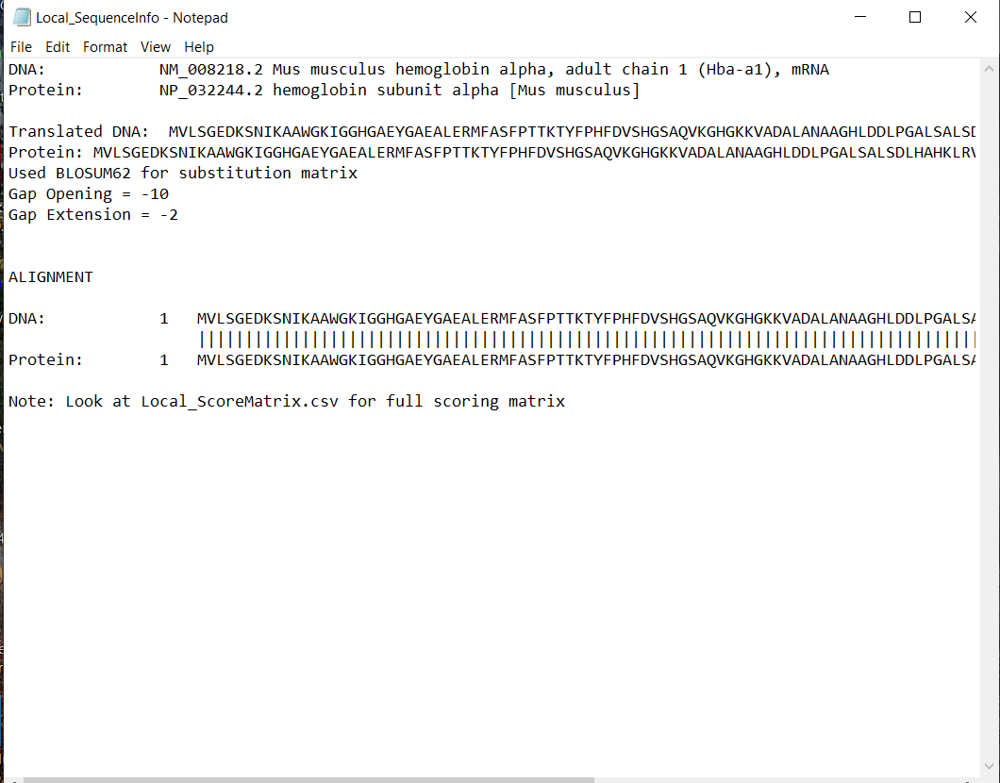 Local_SequenceInfo - Notepad
File Edit Format View Help
DNA: NM_008218.2 Mus musculus hemoglobin alpha, adult chain 1 (Hba-a1), mRNA
Protein: NP_032244.2 hemoglobin subunit alpha [Mus musculus]
Translated DNA: MVLSGEDKSNIKAAWGKIGGHGAEYGAEALERMFASFPTTKTYFPHFDVSHGSAQVKGHGKKVADALANAAGHLDDLPGALSALSD
Protein: MVLSGEDKSNIKAAWGKIGGHGAEYGAEALERMFASFPTTKTYFPHFDVSHGSAQVKGHGKKVADALANAAGHLDDLPGALSALSDLHAHKLRV
Used BLOSUM62 for substitution matrix
Gap Opening = -10
Gap Extension = -2
ALIGNMENT
DNA: 1 MVLSGEDKSNIKAAWGKIGGHGAEYGAEALERMFASFPTTKTYFPHFDVSHGSAQVKGHGKKVADALANAAGHLDDLPGALSA
|||||||||||||||||||||||||||||||||||||||||||||||||||||||||||||||||||||||||||||||||||
Protein: 1 MVLSGEDKSNIKAAWGKIGGHGAEYGAEALERMFASFPTTKTYFPHFDVSHGSAQVKGHGKKVADALANAAGHLDDLPGALSA
Note: Look at Local_ScoreMatrix.csv for full scoring matrix